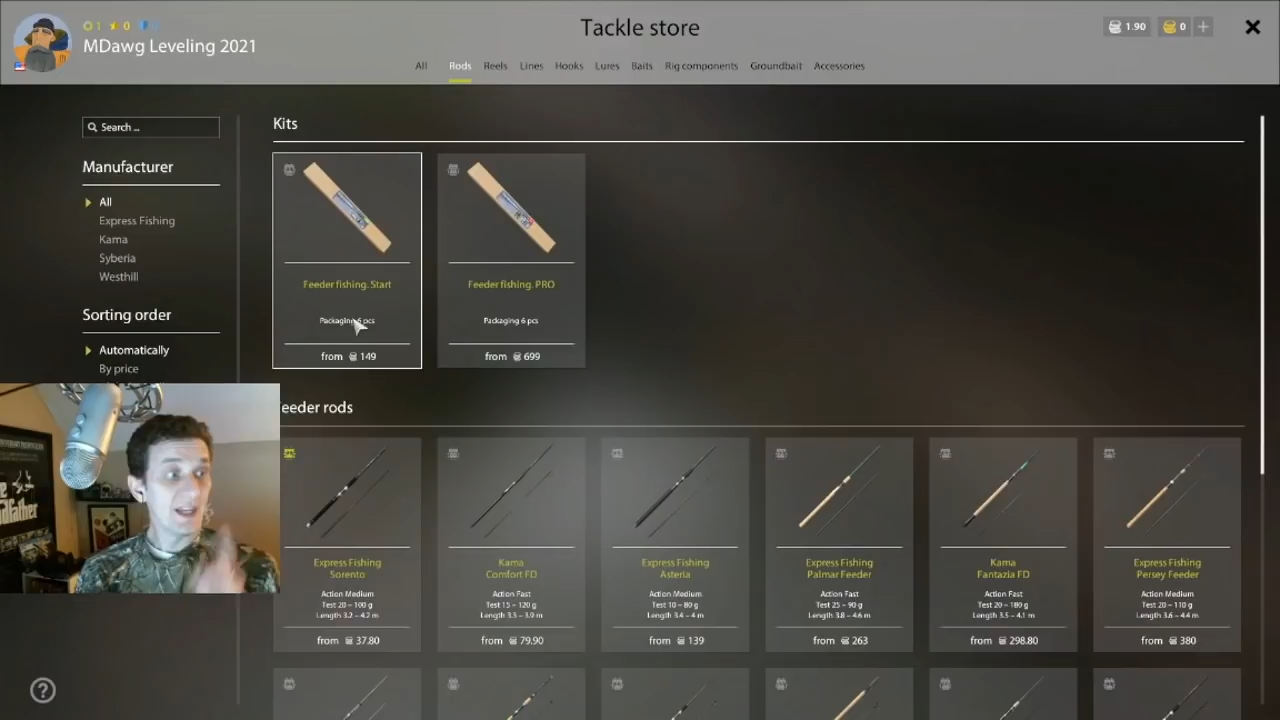 1 0
MDawg Leveling 2021
Tackle store
1.90 0 +
All Rods Reels Lines Hooks Lures Baits Rig components Groundbait Accessories
Search ...
Manufacturer
All
Express Fishing
Kama
Syberia
Westhill
Sorting order
Automatically
By price
Kits
Feeder fishing. Start
Packaging 6 pcs
from 149
Feeder fishing. PRO
Packaging 6 pcs
from 699
eeder rods
Express Fishing
Sorento
Action Medium
Test 20 – 100 g
Length 3.2 – 4.2 m
from 37.80
Kama
Comfort FD
Action Fast
Test 15 – 120 g
Length 3.3 – 3.9 m
from 79.90
Express Fishing
Asteria
Action Medium
Test 10 – 80 g
Length 3.4 – 4 m
from 139
Express Fishing
Palmar Feeder
Action Fast
Test 25 – 90 g
Length 3.8 – 4.6 m
from 263
Kama
Fantazia FD
Action Fast
Test 20 – 180 g
Length 3.5 – 4.1 m
from 298.80
Express Fishing
Persey Feeder
Action Medium
Test 20 – 110 g
Length 3.6 – 4.4 m
from 380
dfather
?